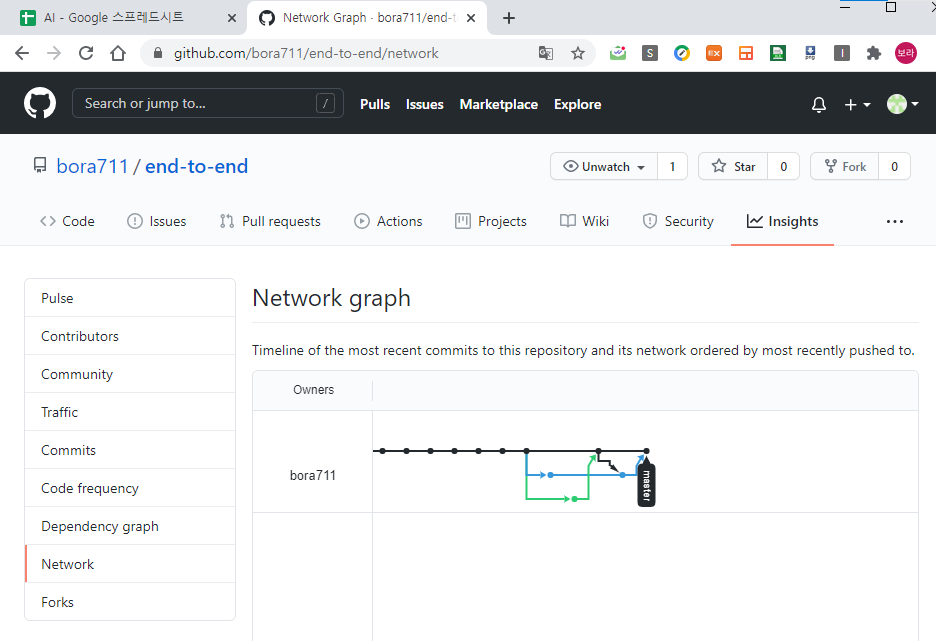 AI - Google 스프레드시트
Network Graph · bora711/end-t
github.com/bora711/end-to-end/network
보라
Search or jump to...
/
Pulls Issues Marketplace Explore
bora711 / end-to-end
Unwatch 1
Star 0
Fork 0
Code Issues Pull requests Actions Projects Wiki Security Insights
Pulse
Contributors
Community
Traffic
Commits
Code frequency
Dependency graph
Network
Forks
Network graph
Timeline of the most recent commits to this repository and its network ordered by most recently pushed to.
Owners
bora711
master